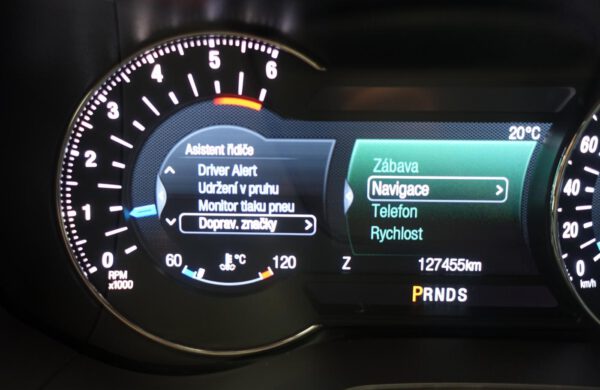 0
1
2
3
4
5
6
RPM
x1000
Asistent řidiče
Driver Alert
Udržení v pruhu
Monitor tlaku pneu
Doprav. značky
60 °C 120
20°C
Zábava
Navigace
Telefon
Rychlost
Z 127455km
PRNDS
60
40
20
0
km/h